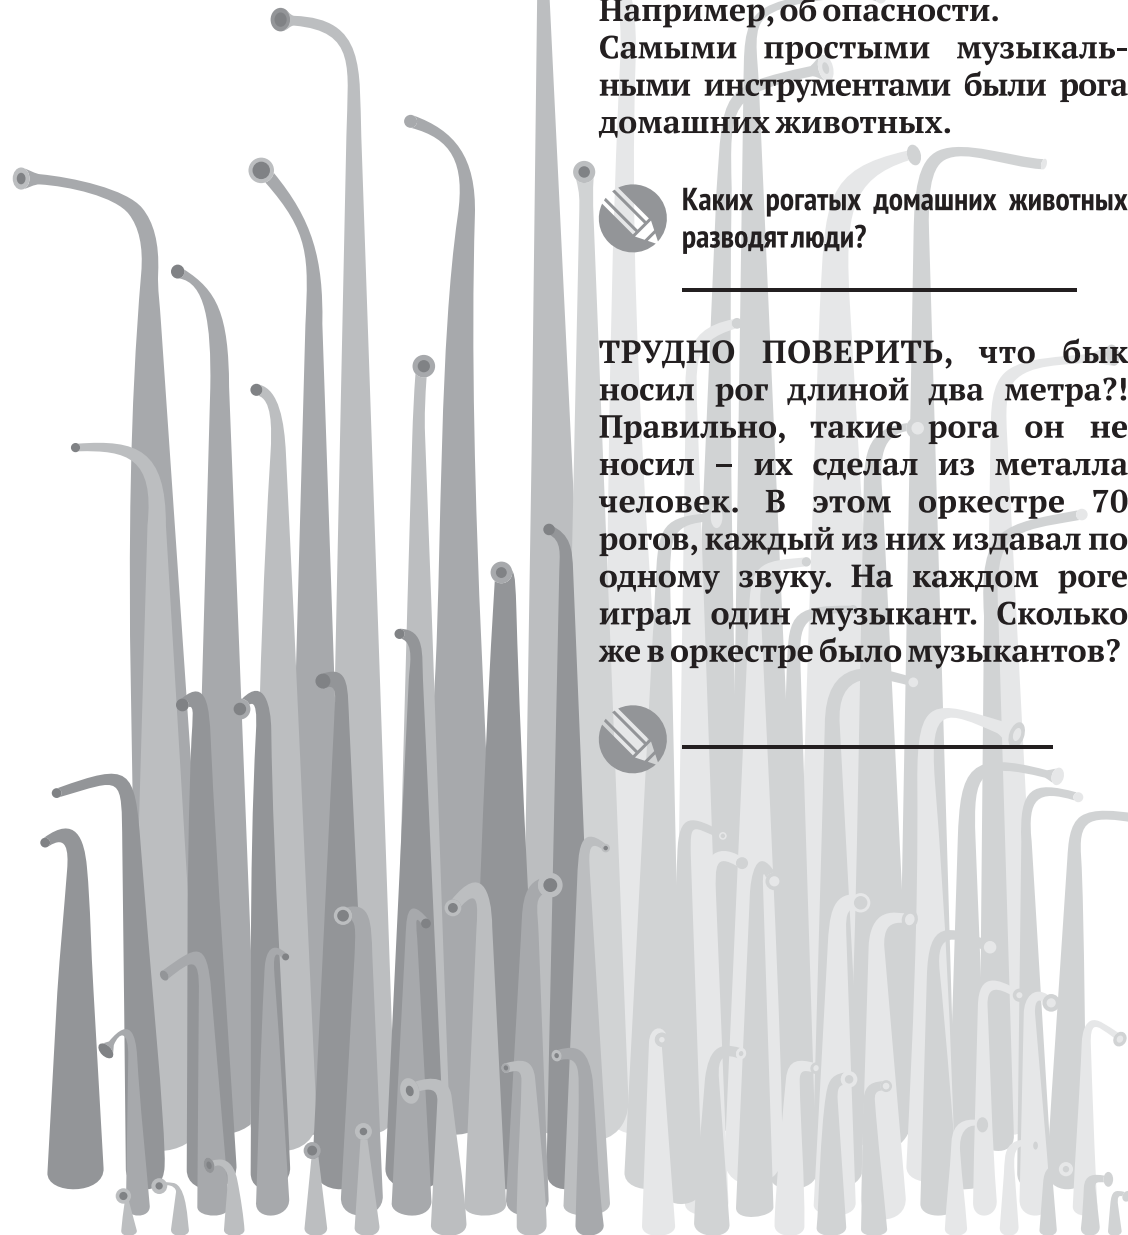 Например, об опасности.
Самыми простыми музыкаль-
ными инструментами были рога
домашних животных.
Каких рогатых домашних животных
разводят люди?
ТРУДНО ПОВЕРИТЬ, что бык
носил рог длиной два метра?!
Правильно, такие рога он не
носил – их сделал из металла
человек. В этом оркестре 70
рогов, каждый из них издавал по
одному звуку. На каждом роге
играл один музыкант. Сколько
же в оркестре было музыкантов?